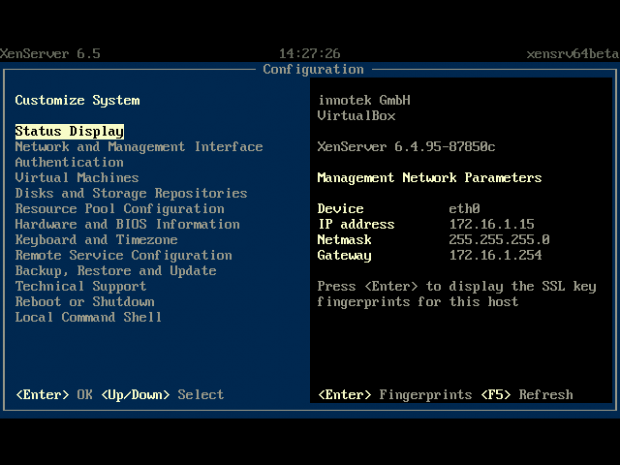 XenServer 6.5 14:27:26 xensrv64beta
Configuration
Customize System
Status Display
Network and Management Interface
Authentication
Virtual Machines
Disks and Storage Repositories
Resource Pool Configuration
Hardware and BIOS Information
Keyboard and Timezone
Remote Service Configuration
Backup, Restore and Update
Technical Support
Reboot or Shutdown
Local Command Shell
<Enter> OK <Up/Down> Select
innotek GmbH
VirtualBox
XenServer 6.4.95-87850c
Management Network Parameters
Device eth0
IP address 172.16.1.15
Netmask 255.255.255.0
Gateway 172.16.1.254
Press <Enter> to display the SSL key
fingerprints for this host
<Enter> Fingerprints <F5> Refresh